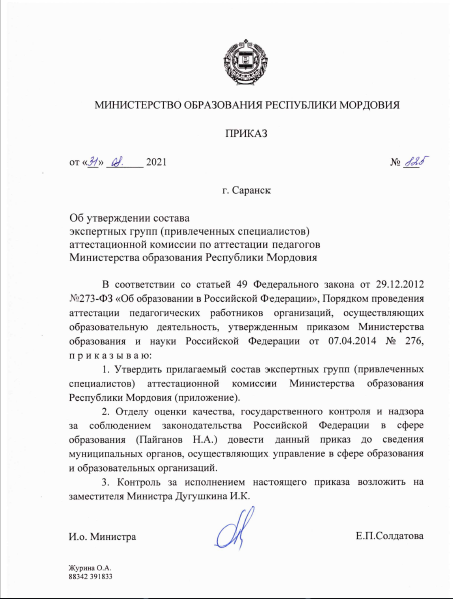 МИНИСТЕРСТВО ОБРАЗОВАНИЯ РЕСПУБЛИКИ МОРДОВИЯ
ПРИКАЗ
от «31» 2021 №
г. Саранск
Об утверждении состава
экспертных групп (привлеченных специалистов)
аттестационной комиссии по аттестации педагогов
Министерства образования Республики Мордовия
В соответствии со статьей 49 Федерального закона от 29.12.2012
№273-ФЗ «Об образовании в Российской Федерации», Порядком проведения
аттестации педагогических работников организаций, осуществляющих
образовательную деятельность, утвержденным приказом Министерства
образования и науки Российской Федерации от 07.04.2014 № 276,
п р и к а з ы в а ю:
1. Утвердить прилагаемый состав экспертных групп (привлеченных
специалистов) аттестационной комиссии Министерства образования
Республики Мордовия (приложение).
2. Отделу оценки качества, государственного контроля и надзора
за соблюдением законодательства Российской Федерации в сфере
образования (Пайганов Н.А.) довести данный приказ до сведения
муниципальных органов, осуществляющих управление в сфере образования
и образовательных организаций.
3. Контроль за исполнением настоящего приказа возложить на
заместителя Министра Дугушкина И.К.
И.о. Министра Е.П.Солдатова
Журина О.А.
88342 391833